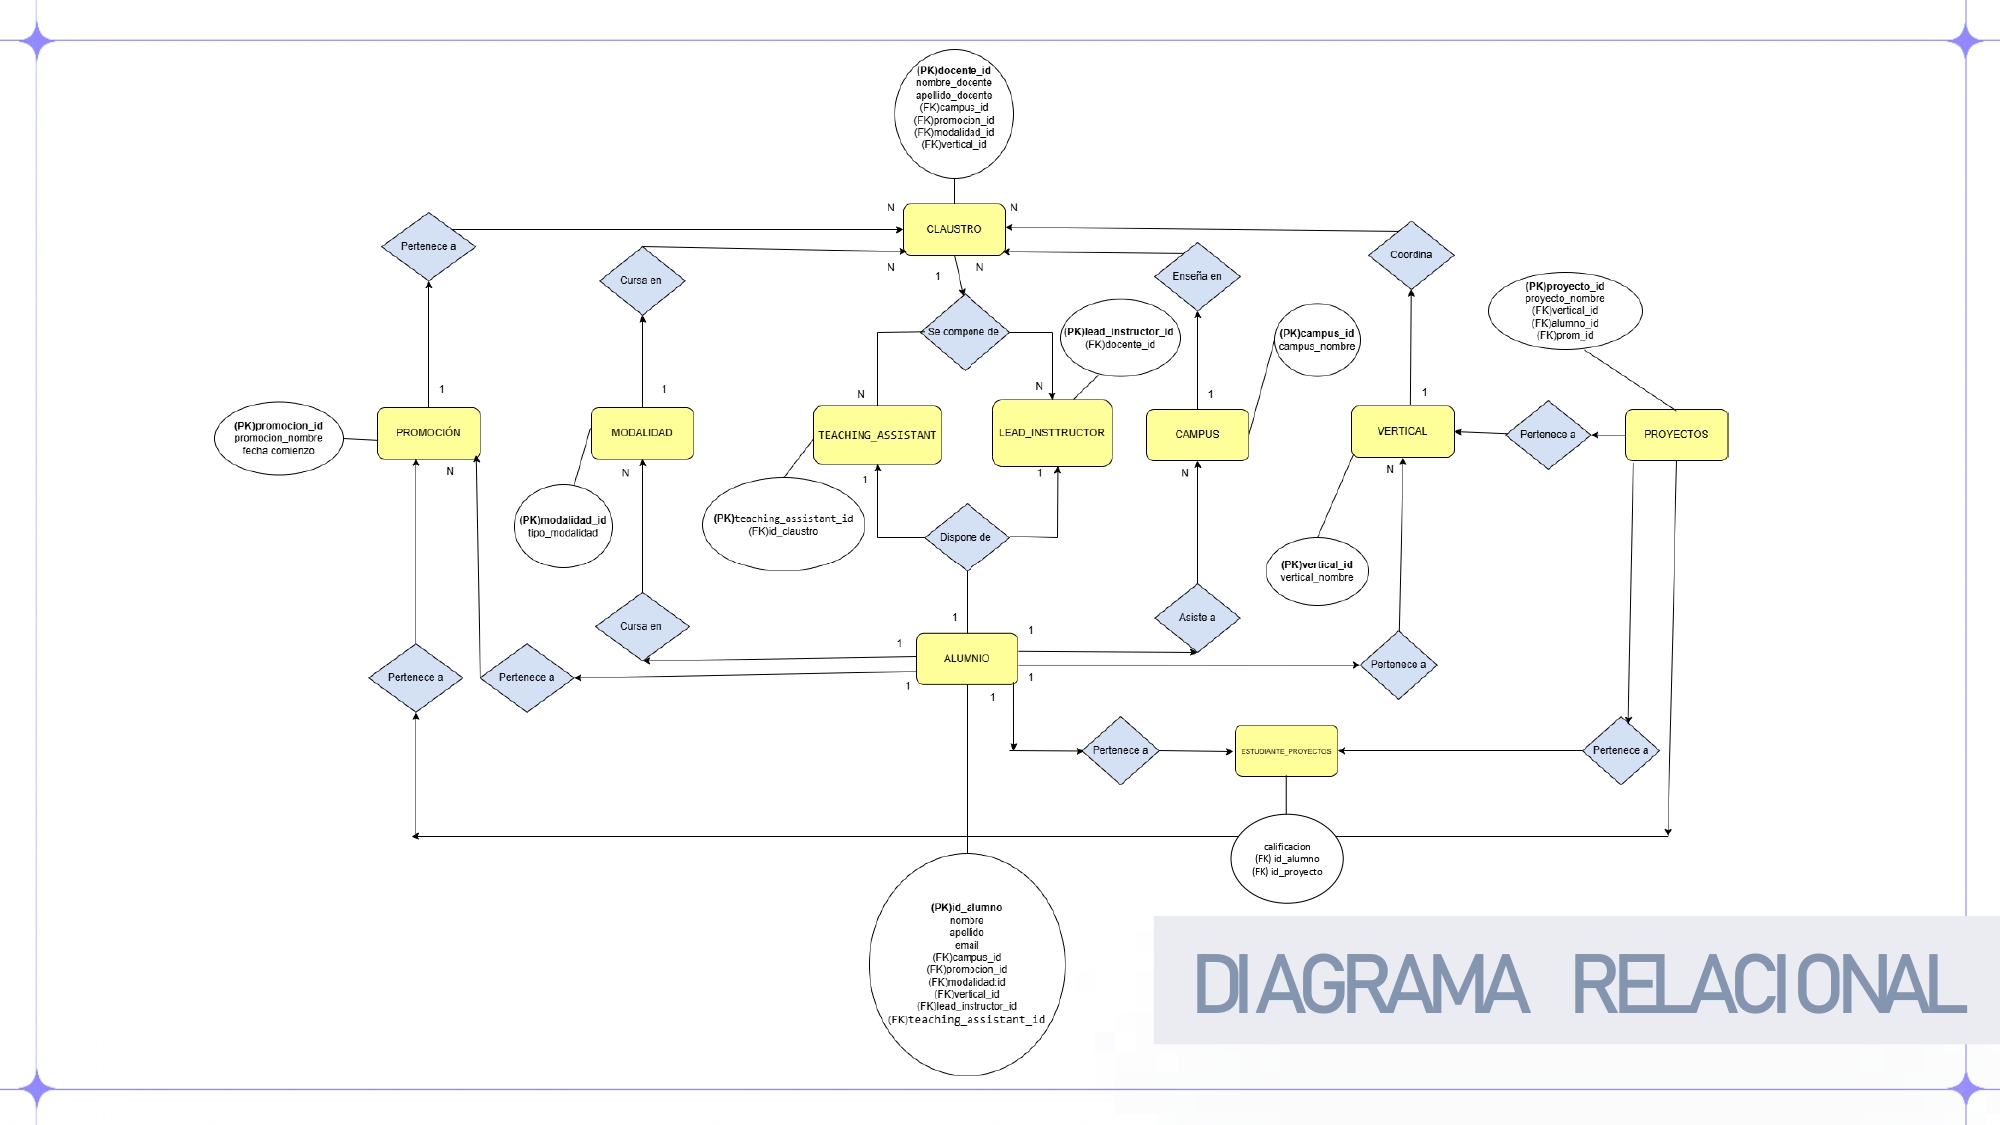 (PK)docente_id
nombre_docente
apellido_docente
(FK)campus_id
(FK)promocion_id
(FK)modalidad_id
(FK)vertical_id
N
N
CLAUSTRO
Pertenece a
N
1
N
Cursa en
Enseña en
Coordina
Se compone de
(PK)lead_instructor_id
(FK)docente_id
(PK)campus_id
campus_nombre
(PK)proyecto_id
proyecto_nombre
(FK)vertical_id
(FK)alumno_id
(FK)prom_id
1
1
N
N
1
1
(PK)promocion_id
promocion_nombre
fecha comienzo
PROMOCIÓN
MODALIDAD
TEACHING_ASSISTANT
LEAD_INSTTRUCTOR
CAMPUS
VERTICAL
Pertenece a
PROYECTOS
N
N
1
1
N
N
(PK)modalidad_id
tipo_modalidad
(PK)teaching_assistant_id
(FK)id_claustro
Dispone de
(PK)vertical_id
vertical_nombre
Cursa en
1
1
1
Asiste a
ALUMNIO
Pertenece a
Pertenece a
Pertenece a
1
1
1
Pertenece a
ESTUDIANTE_PROYECTOS
Pertenece a
calificacion
(FK) id_alumno
(FK) id_proyecto
(PK)id_alumno
nombre
apellido
email
(FK)campus_id
(FK)promocion_id
(FK)modalidad:id
(FK)vertical_id
(FK)lead_instructor_id
(FK)teaching_assistant_id
DIAGRAMA RELACIONAL